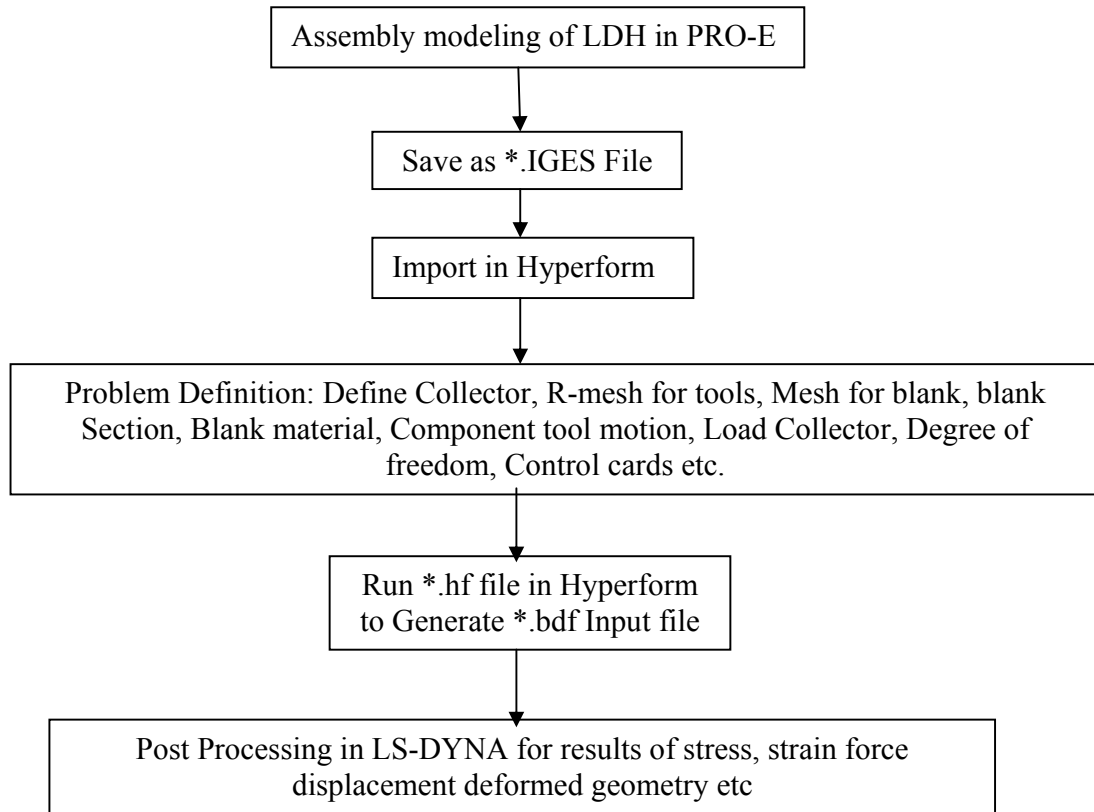 Assembly modeling of LDH in PRO-E
Save as *.IGES File
Import in Hyperform
Problem Definition: Define Collector, R-mesh for tools, Mesh for blank, blank
Section, Blank material, Component tool motion, Load Collector, Degree of
freedom, Control cards etc.
Run *.hf file in Hyperform
to Generate *.bdf Input file
Post Processing in LS-DYNA for results of stress, strain force
displacement deformed geometry etc